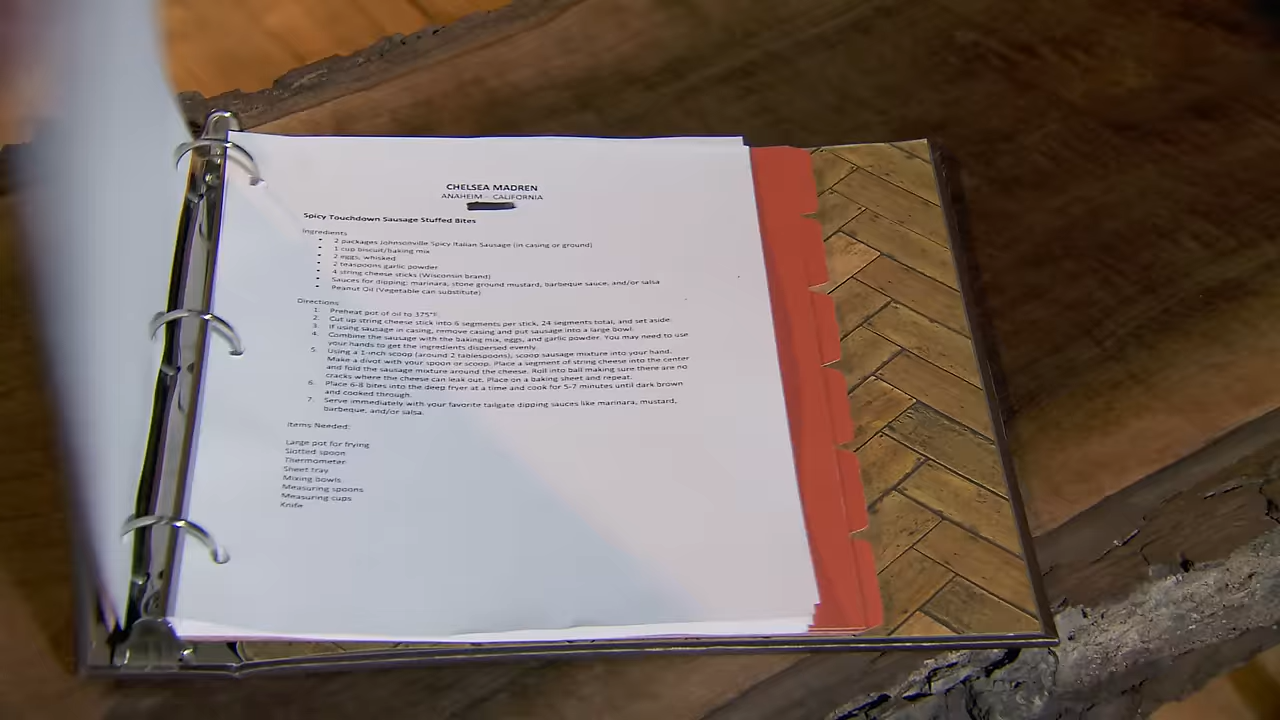 CHELSEA MADREN
ANAHEIM – CALIFORNIA
Spicy Touchdown Sausage Stuffed Bites
Ingredients
• 2 packages Johnsonville Spicy Italian Sausage (in casing or ground)
• 1 cup biscuit/baking mix
• 2 eggs, whisked
• 2 teaspoons garlic powder
• 4 string cheese sticks (Wisconsin brand)
• Sauces for dipping: marinara, stone ground mustard, barbeque sauce, and/or salsa
• Peanut Oil (Vegetable can substitute)
Directions
1. Preheat pot of oil to 375°F.
2. Cut up string cheese stick into 6 segments per stick, 24 segments total, and set aside.
3. If using sausage in casing, remove casing and put sausage into a large bowl.
4. Combine the sausage with the baking mix, eggs, and garlic powder. You may need to use
your hands to get the ingredients dispersed evenly.
5. Using a 1-inch scoop (around 2 tablespoons), scoop sausage mixture into your hand.
Make a divot with your spoon or scoop. Place a segment of string cheese into the center
and fold the sausage mixture around the cheese. Roll into ball making sure there are no
cracks where the cheese can leak out. Place on a baking sheet and repeat.
6. Place 6-8 bites into the deep fryer at a time and cook for 5-7 minutes until dark brown
and cooked through.
7. Serve immediately with your favorite tailgate dipping sauces like marinara, mustard,
barbeque, and/or salsa.
Items Needed:
Large pot for frying
Slotted spoon
Thermometer
Sheet tray
Mixing bowls
Measuring spoons
Measuring cups
Knife